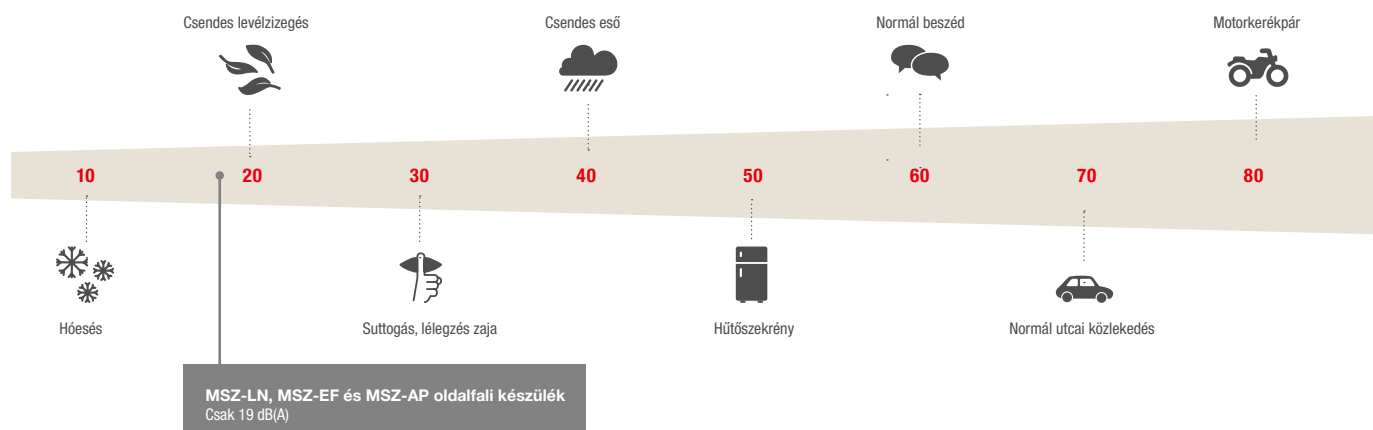 Csendes levélzizegés
Csendes eső
Normál beszéd
Motorkerékpár
10 20 30 40 50 60 70 80
Hóesés
Suttogás, lélegzés zaja
Hűtőszekrény
Normál utcai közlekedés
MSZ-LN, MSZ-EF és MSZ-AP oldalfali készülék
Csak 19 dB(A)